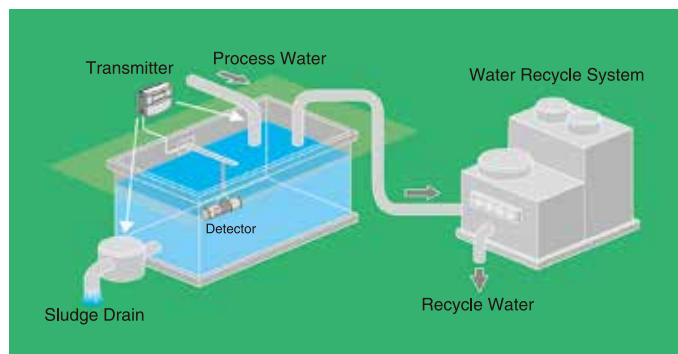 Process Water
Transmitter
Water Recycle System
Detector
Recycle Water
Sludge Drain